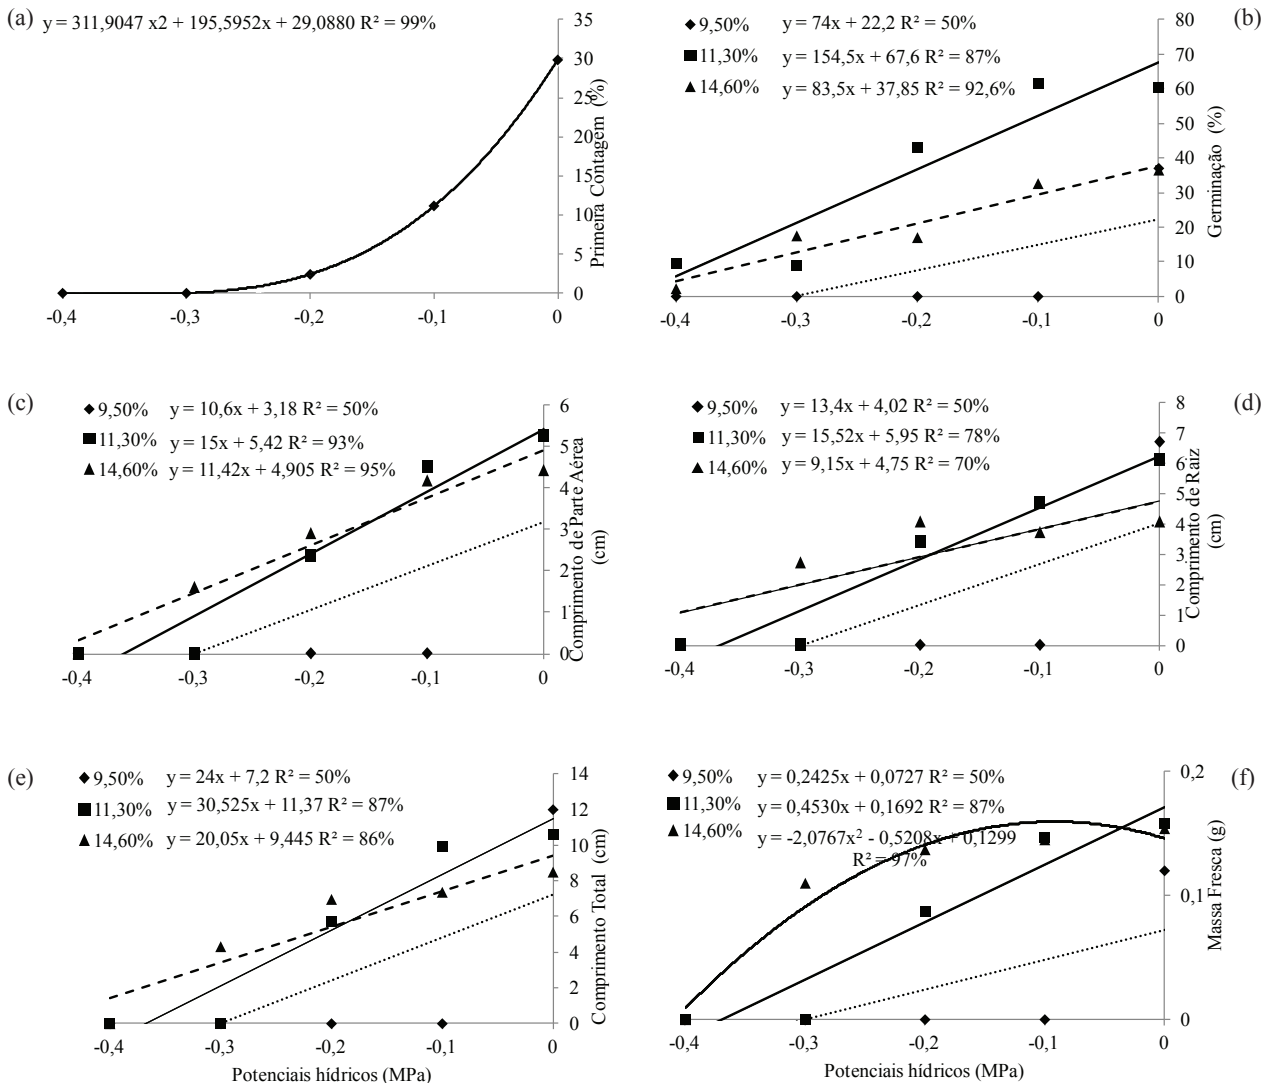 (a) y = 311,9047 x2 + 195,5952x + 29,0880 R² = 99%
35
30
25
20
15
10
5
0
Primeira Contagem (%)
-0,4 -0,3 -0,2 -0,1 0
(b)
9,50% y = 74x + 22,2 R² = 50%
11,30% y = 154,5x + 67,6 R² = 87%
14,60% y = 83,5x + 37,85 R² = 92,6%
80
70
60
50
40
30
20
10
0
Germinação (%)
-0,4 -0,3 -0,2 -0,1 0
(c)
9,50% y = 10,6x + 3,18 R² = 50%
11,30% y = 15x + 5,42 R² = 93%
14,60% y = 11,42x + 4,905 R² = 95%
6
5
4
3
2
1
0
Comprimento de Parte Aérea
(cm)
-0,4 -0,3 -0,2 -0,1 0
(d)
9,50% y = 13,4x + 4,02 R² = 50%
11,30% y = 15,52x + 5,95 R² = 78%
14,60% y = 9,15x + 4,75 R² = 70%
8
7
6
5
4
3
2
1
0
Comprimento de Raiz
(cm)
-0,4 -0,3 -0,2 -0,1 0
(e)
9,50% y = 24x + 7,2 R² = 50%
11,30% y = 30,525x + 11,37 R² = 87%
14,60% y = 20,05x + 9,445 R² = 86%
14
12
10
8
6
4
2
0
Comprimento Total (cm)
-0,4 -0,3 -0,2 -0,1 0
Potenciais hídricos (MPa)
(f)
9,50% y = 0,2425x + 0,0727 R² = 50%
11,30% y = 0,4530x + 0,1692 R² = 87%
14,60% y = -2,0767x² - 0,5208x + 0,1299
R² = 97%
0,2
0,1
0
Massa Fresca (g)
-0,4 -0,3 -0,2 -0,1 0
Potenciais hídricos (MPa)